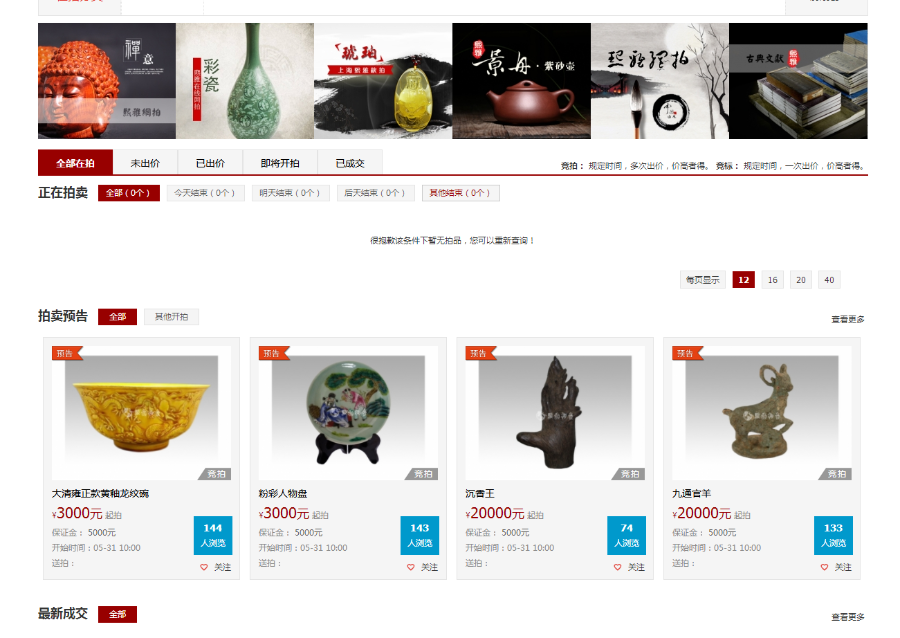 禅意
熙雅绸拍
彩瓷
琥珀
上海创意款拍
景舟·紫砂壶
熙雅
古典文献
熙雅
全部在拍
未出价
已出价
即将开拍
已成交
竞拍： 规定时间，多次出价，价高者得。 竞标： 规定时间，一次出价，价高者得。
正在拍卖
全部（0个）
今天结束（0个）
明天结束（0个）
后天结束（0个）
其他结束（0个）
很抱歉该条件下暂无拍品，您可以重新查询！
每页显示
12
16
20
40
拍卖预告
全部
其他开拍
查看更多
预告
竞拍
大清雍正款黄釉龙纹碗
¥3000元 起拍
保证金： 5000元
开始时间：05-31 10:00
送拍：
144
人浏览
关注
预告
竞拍
粉彩人物盘
¥3000元 起拍
保证金： 5000元
开始时间：05-31 10:00
送拍：
143
人浏览
关注
预告
竞拍
沉香王
¥20000元 起拍
保证金： 5000元
开始时间：05-31 10:00
送拍：
74
人浏览
关注
预告
竞拍
九通官羊
¥20000元 起拍
保证金： 5000元
开始时间：05-31 10:00
送拍：
133
人浏览
关注
最新成交
全部
查看更多